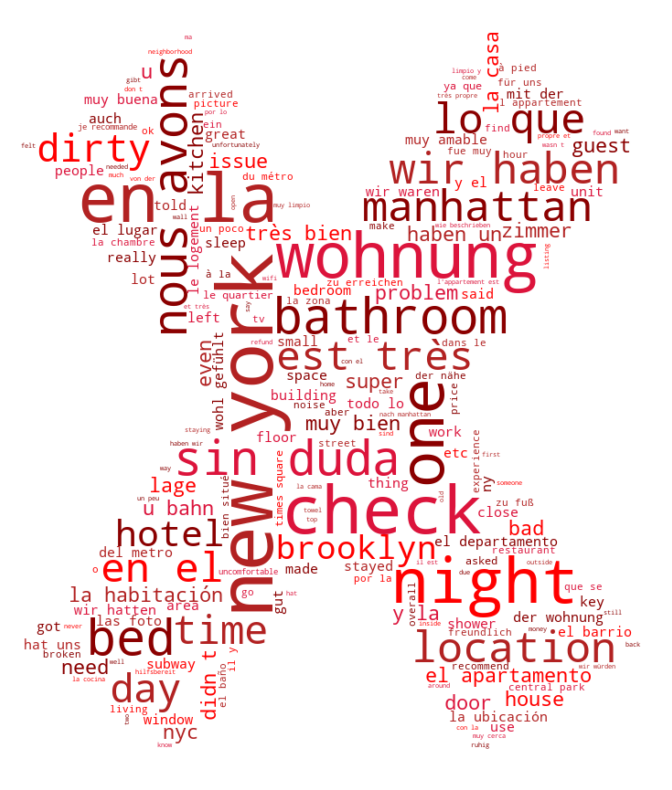 na
neighborhood
gibt
u
don t
muy buena
arrived
picture
por lo
auch
je recommande
ok
ein
great
felt
dirty
needed
issue
unfortunately
people
much
von der
du métro
nous avons
kitchen
en la
told
wall
open
muy limpio
el lugar
un poco
très bien
la chambre
sleep
really
le logement
à la
lot
le quartier
et très
left
tv
wifi
say
refund
la casa
limpio y
come
à pied
ya que
für uns
très propre
l appartement
mit der
lo que
find
propre et
found
want
wasn t
guest
muy amable
fue muy
hour
wir haben
y el
leave
wir waren
unit
manhattan
wie beschrieben
make
haben un
zimmer
wohnung
listing
zu erreichen
l'appartement est
bedroom
problem
said
la zona
bathroom
small
et le
dans le
even
wohl gefühlt
est très
con el
der nähe
space
home
super
take
price
building
todo lo
one
noise
aber
nach manhattan
new york
staying
muy bien
street
floor
sind
work
haben wir
experience
way
sin duda
etc
first
times square
thing
ny
someone
lage
un peu
bien situé
la cama
old
zu fuß
u bahn
towel
top
check
close
hotel
brooklyn
bad
el departamento
restaurant
del metro
outside
en el
made
stayed
asked
il est
o
uncomfortable
por la
due
night
que se
go
hat
la habitación
gut
overall
key
still
wir hatten
area
y la
inside
shower
money
der wohnung
las foto
freundlich
el barrio
got
never
bed
time
location
back
hat uns
broken
well
need
subway
didn t
il y
el baño
recommend
wir würden
la cocina
hilfsbereit
central park
el apartamento
day
around
house
living
window
door
two
la ubicación
nyc
con la
use
know
muy cerca
ruhig